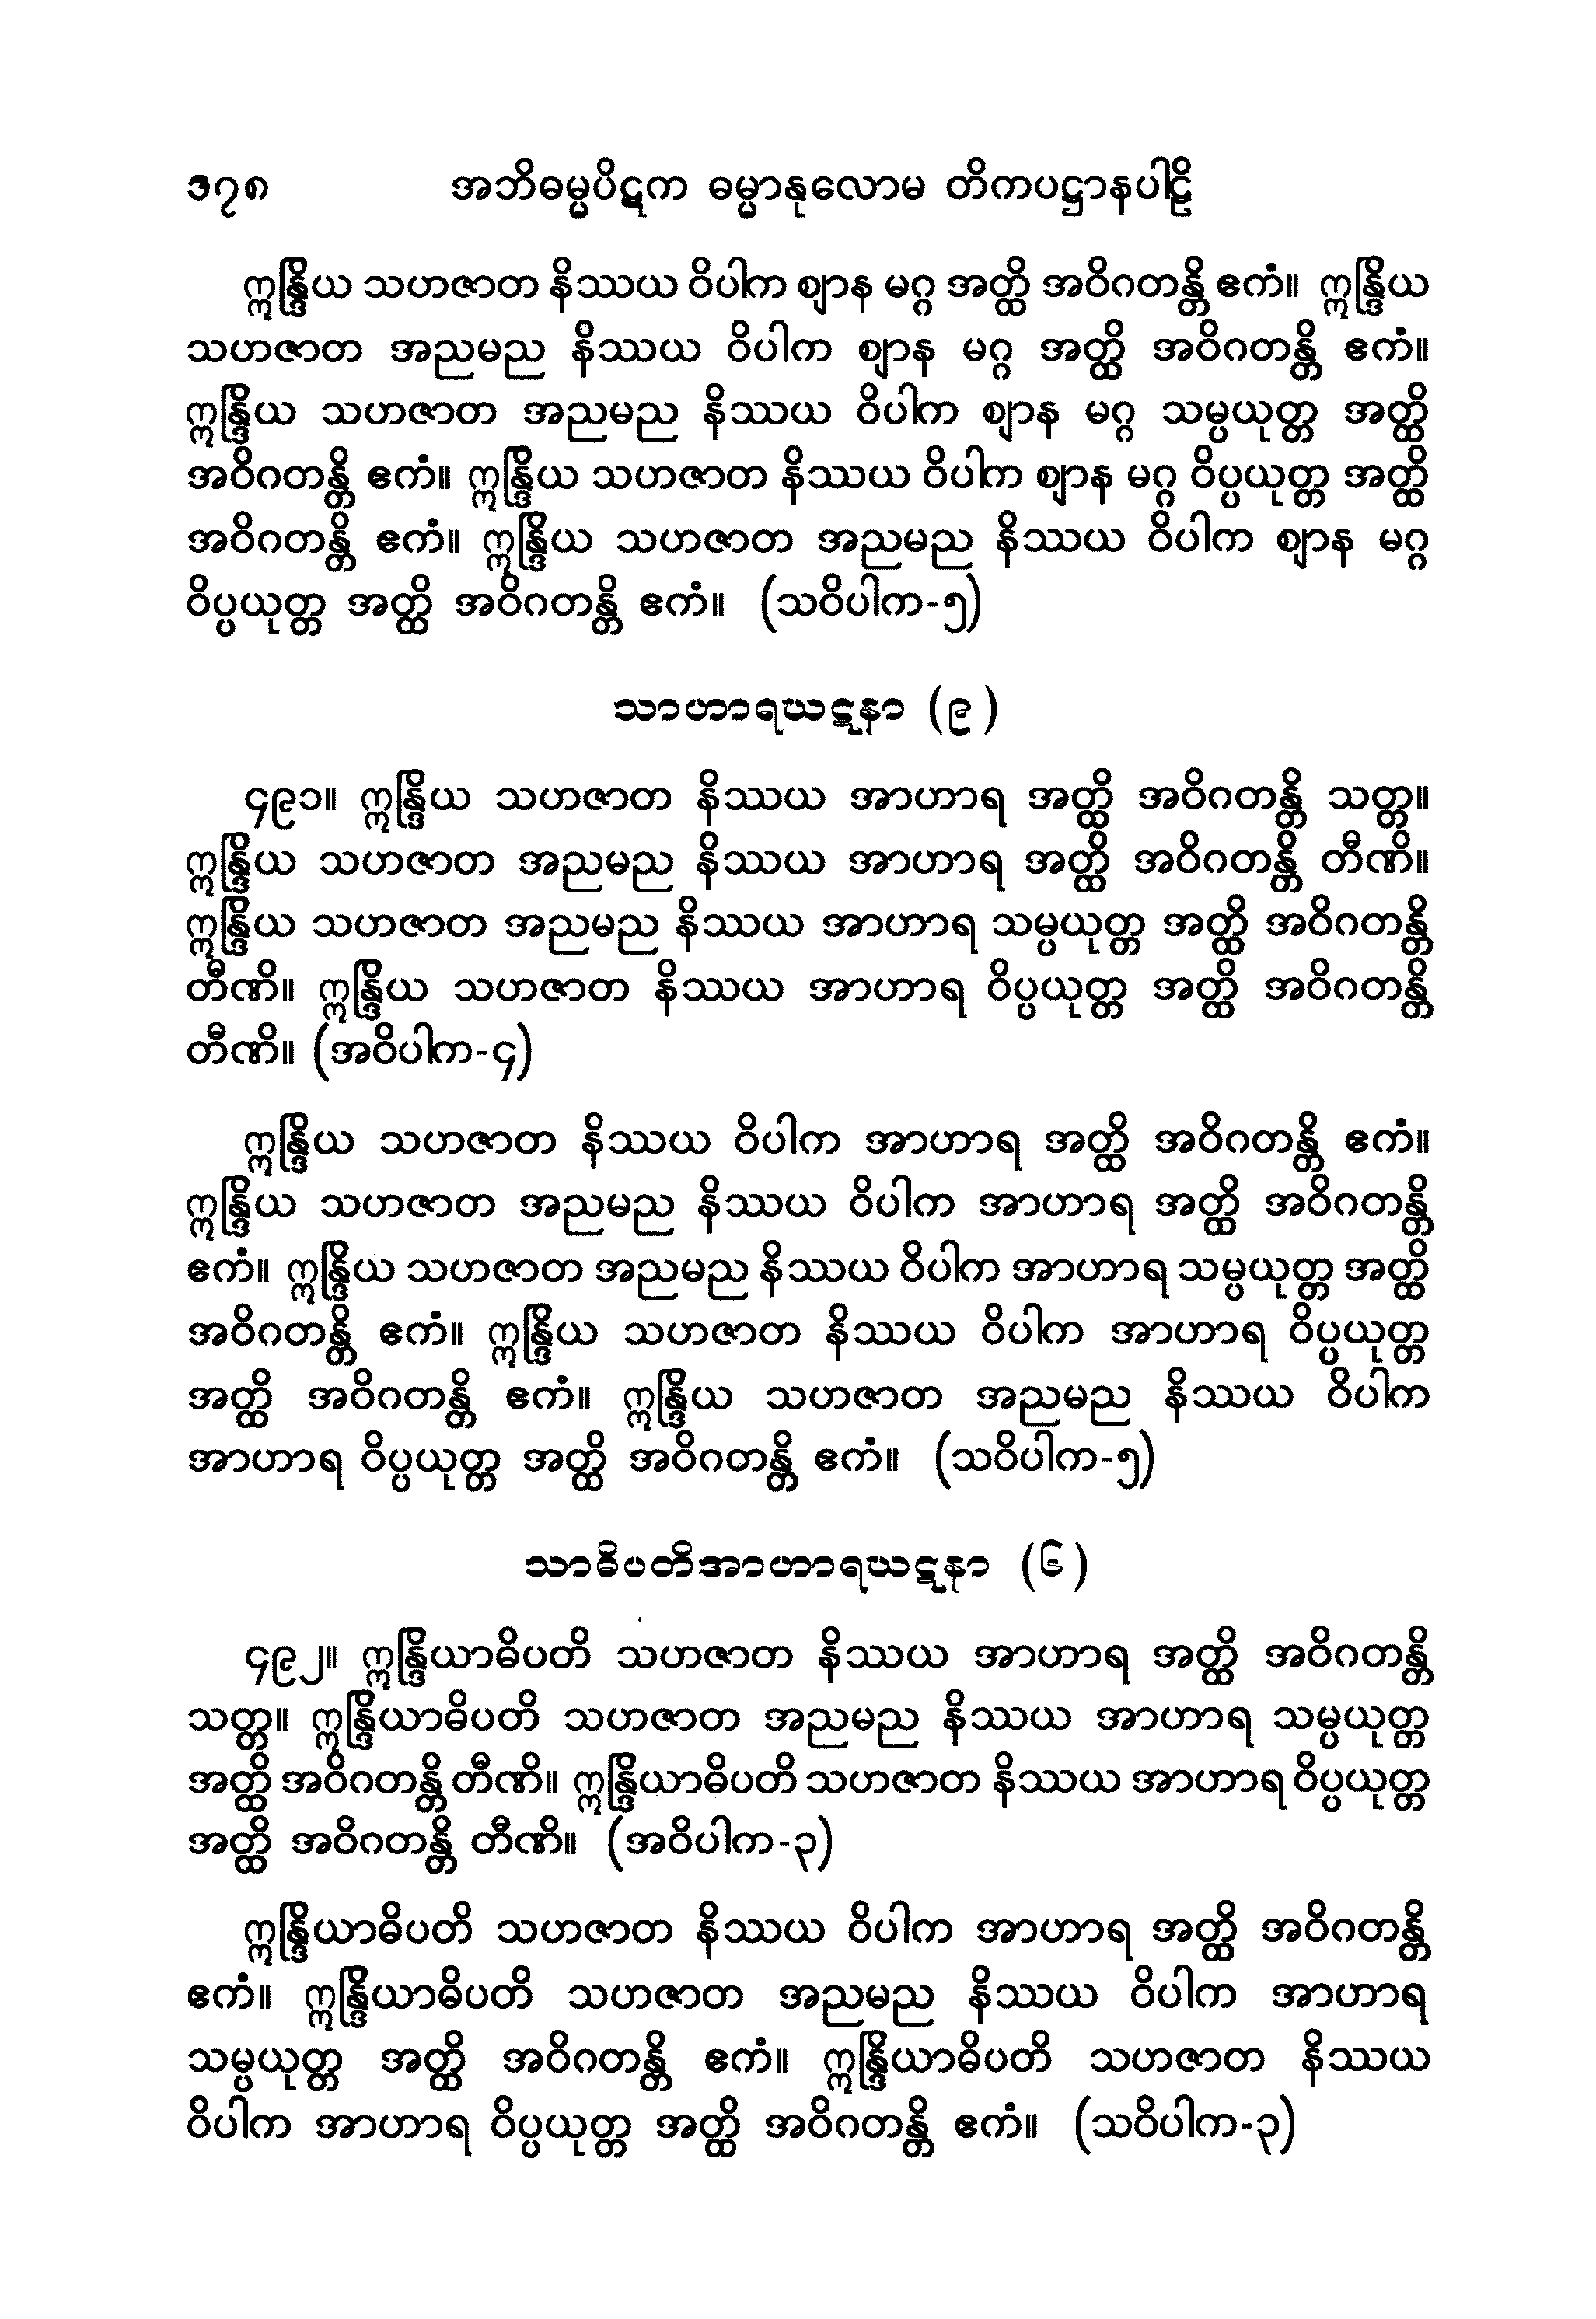 ၁၇၈ အဘိဓမ္မပိဋက ဓမ္မာနုလောမ တိကပဋ္ဌာနပါဠိ
ဣန္ဒြိယ သဟဇာတ နိဿယ ဝိပါက ဈာန မဂ္ဂ အတ္ထိ အဝိဂတန္တိ ဧကံ။ ဣန္ဒြိယ
သဟဇာတ အညမည နိဿယ ဝိပါက ဈာန မဂ္ဂ အတ္ထိ အဝိဂတန္တိ ဧကံ။
ဣန္ဒြိယ သဟဇာတ အညမည နိဿယ ဝိပါက ဈာန မဂ္ဂ သမ္ပယုတ္တ အတ္ထိ
အဝိဂတန္တိ ဧကံ။ ဣန္ဒြိယ သဟဇာတ နိဿယ ဝိပါက ဈာန မဂ္ဂ ဝိပ္ပယုတ္တ အတ္ထိ
အဝိဂတန္တိ ဧကံ။ ဣန္ဒြိယ သဟဇာတ အညမည နိဿယ ဝိပါက ဈာန မဂ္ဂ
ဝိပ္ပယုတ္တ အတ္ထိ အဝိဂတန္တိ ဧကံ။ (သဝိပါက-၅)
သာဟာရဃဋနာ (၉)
၄၉၁။ ဣန္ဒြိယ သဟဇာတ နိဿယ အာဟာရ အတ္ထိ အဝိဂတန္တိ သတ္တ။
ဣန္ဒြိယ သဟဇာတ အညမည နိဿယ အာဟာရ အတ္ထိ အဝိဂတန္တိ တီဏိ။
ဣန္ဒြိယ သဟဇာတ အညမည နိဿယ အာဟာရ သမ္ပယုတ္တ အတ္ထိ အဝိဂတန္တိ
တီဏိ။ ဣန္ဒြိယ သဟဇာတ နိဿယ အာဟာရ ဝိပ္ပယုတ္တ အတ္ထိ အဝိဂတန္တိ
တီဏိ။ (အဝိပါက-၄)
ဣန္ဒြိယ သဟဇာတ နိဿယ ဝိပါက အာဟာရ အတ္ထိ အဝိဂတန္တိ ဧကံ။
ဣန္ဒြိယ သဟဇာတ အညမည နိဿယ ဝိပါက အာဟာရ အတ္ထိ အဝိဂတန္တိ
ဧကံ။ ဣန္ဒြိယ သဟဇာတ အညမည နိဿယ ဝိပါက အာဟာရ သမ္ပယုတ္တ အတ္ထိ
အဝိဂတန္တိ ဧကံ။ ဣန္ဒြိယ သဟဇာတ နိဿယ ဝိပါက အာဟာရ ဝိပ္ပယုတ္တ
အတ္ထိ အဝိဂတန္တိ ဧကံ။ ဣန္ဒြိယ သဟဇာတ အညမည နိဿယ ဝိပါက
အာဟာရ ဝိပ္ပယုတ္တ အတ္ထိ အဝိဂတန္တိ ဧကံ။ (သဝိပါက-၅)
သာဓိပတိအာဟာရဃဋနာ (၆)
၄၉၂။ ဣန္ဒြိယာဓိပတိ သဟဇာတ နိဿယ အာဟာရ အတ္ထိ အဝိဂတန္တိ
သတ္တ။ ဣန္ဒြိယာဓိပတိ သဟဇာတ အညမည နိဿယ အာဟာရ သမ္ပယုတ္တ
အတ္ထိ အဝိဂတန္တိ တီဏိ။ ဣန္ဒြိယာဓိပတိ သဟဇာတ နိဿယ အာဟာရ ဝိပ္ပယုတ္တ
အတ္ထိ အဝိဂတန္တိ တီဏိ။ (အဝိပါက-၃)
ဣန္ဒြိယာဓိပတိ သဟဇာတ နိဿယ ဝိပါက အာဟာရ အတ္ထိ အဝိဂတန္တိ
ဧကံ။ ဣန္ဒြိယာဓိပတိ သဟဇာတ အညမည နိဿယ ဝိပါက အာဟာရ
သမ္ပယုတ္တ အတ္ထိ အဝိဂတန္တိ ဧကံ။ ဣန္ဒြိယာဓိပတိ သဟဇာတ နိဿယ
ဝိပါက အာဟာရ ဝိပ္ပယုတ္တ အတ္ထိ အဝိဂတန္တိ ဧကံ။ (သဝိပါက-၃)